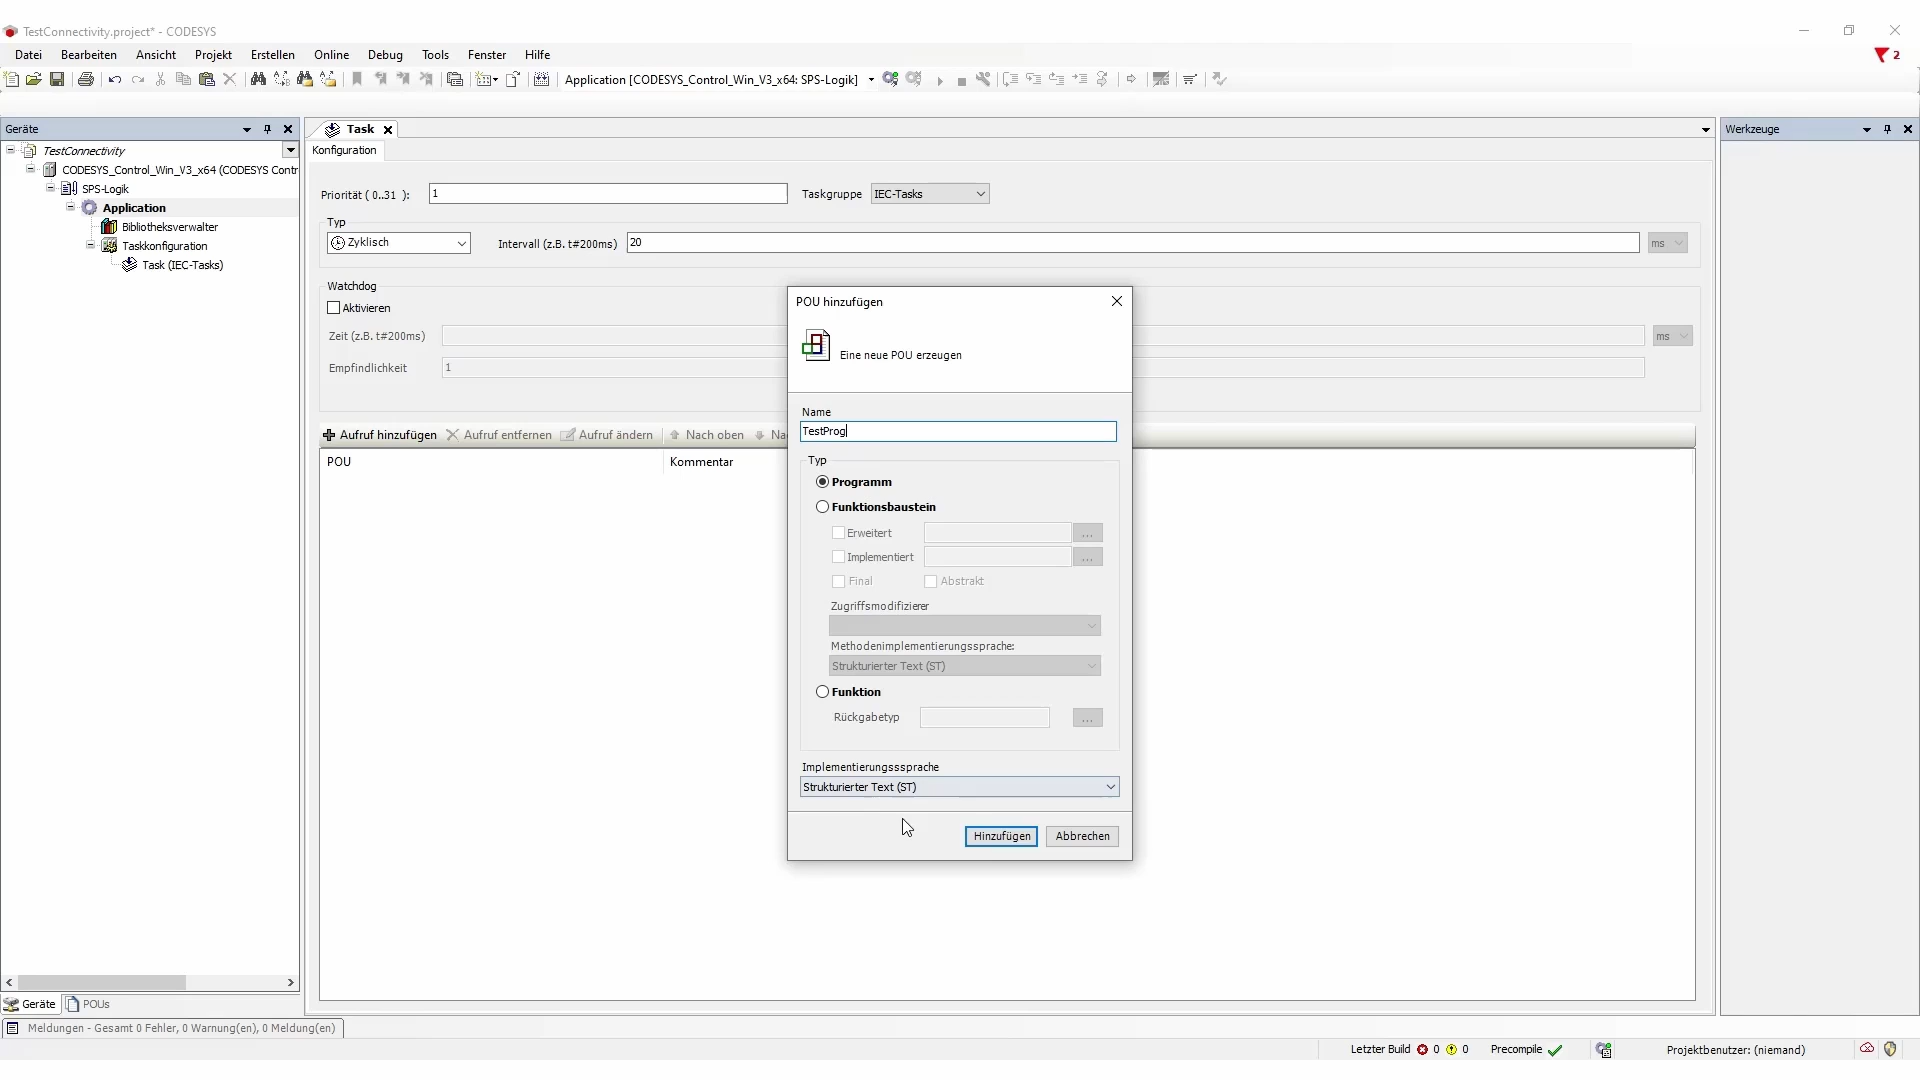 TestConnectivity.project* - CODESYS
Datei Bearbeiten Ansicht Projekt Erstellen Online Debug Tools Fenster Hilfe
2
Application [CODESYS_Control_Win_V3_x64: SPS-Logik]
Geräte
Task
Werkzeuge
TestConnectivity
Konfiguration
CODESYS_Control_Win_V3_x64 (CODESYS Contr
SPS-Logik
Priorität ( 0..31 ): 1 Taskgruppe IEC-Tasks
Application
Typ
Bibliotheksverwalter
Taskkonfiguration
Zyklisch Intervall (z.B. t#200ms) 20 ms
Task (IEC-Tasks)
Watchdog
Aktivieren
Zeit (z.B. t#200ms) ms
Empfindlichkeit 1
Aufruf hinzufügen Aufruf entfernen Aufruf ändern Nach oben Na
POU Kommentar
POU hinzufügen
Eine neue POU erzeugen
Name
TestProg
Typ
Programm
Funktionsbaustein
Erweitert ...
Implementiert ...
Final Abstrakt
Zugriffsmodifizierer
Methodenimplementierungssprache:
Strukturierter Text (ST)
Funktion
Rückgabetyp ...
Implementierungsssprache
Strukturierter Text (ST)
Hinzufügen Abbrechen
Geräte POUs
Meldungen - Gesamt 0 Fehler, 0 Warnung(en), 0 Meldung(en)
Letzter Build 0 0 Precompile Projektbenutzer: (niemand)